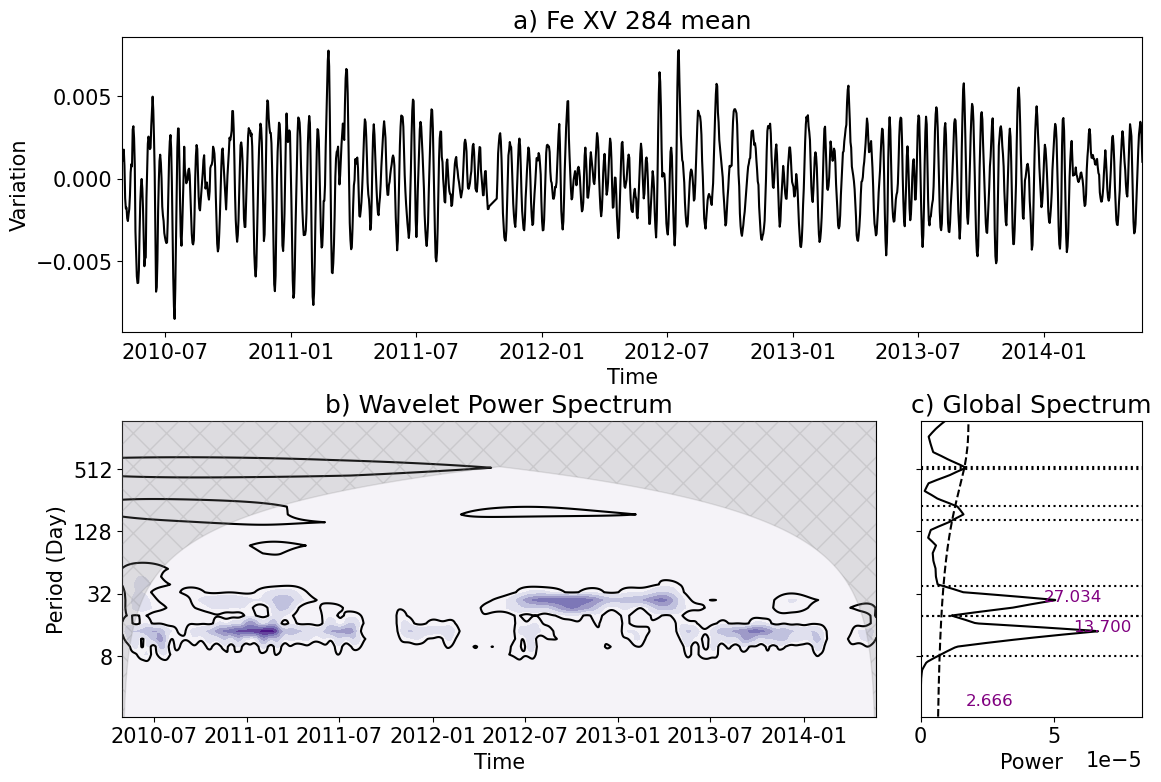 a) Fe XV 284 mean
0.005
0.000
−0.005
Variation
2010-07 2011-01 2011-07 2012-01 2012-07 2013-01 2013-07 2014-01
Time
b) Wavelet Power Spectrum
512
128
32
8
Period (Day)
2010-07 2011-01 2011-07 2012-01 2012-07 2013-01 2013-07 2014-01
Time
c) Global Spectrum
27.034
13.700
2.666
0 5
Power 1e−5